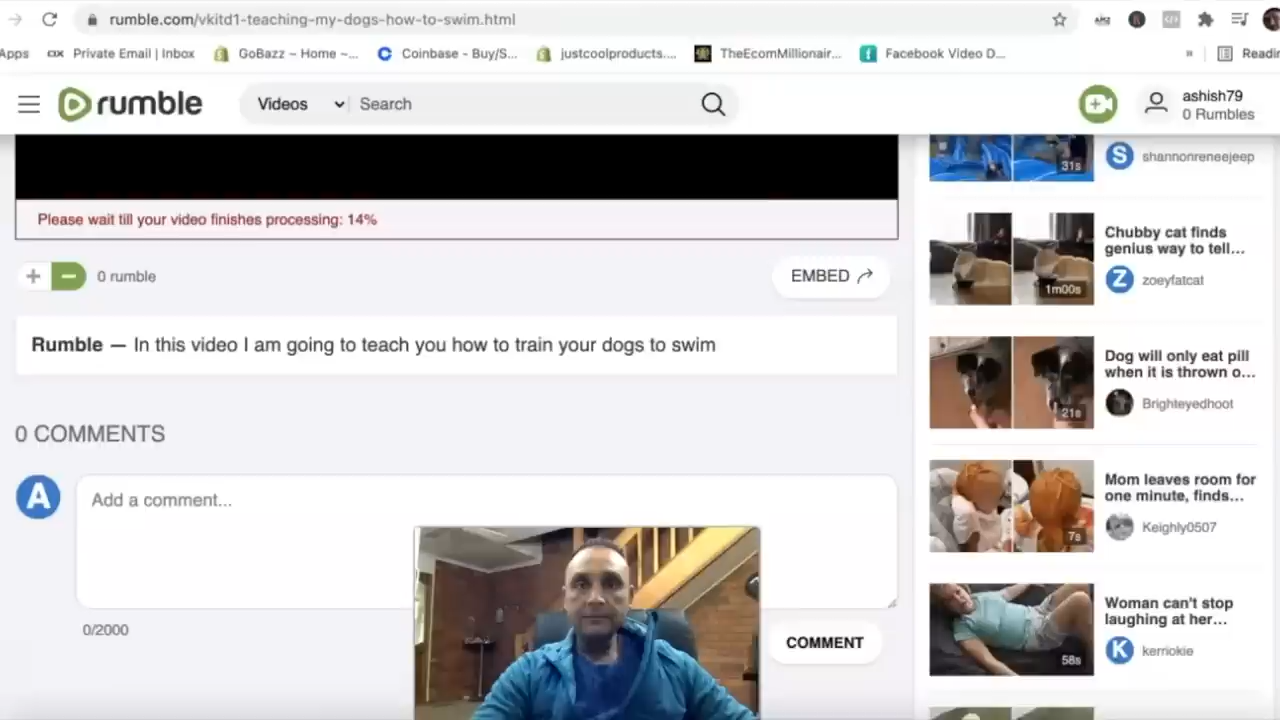 rumble.com/vkitd1-teaching-my-dogs-how-to-swim.html
Apps
Private Email | Inbox
GoBazz ~ Home ~...
Coinbase - Buy/S...
justcoolproducts....
TheEcomMillionair...
Facebook Video D...
»
Readin
rumble
Videos
Search
ashish79
0 Rumbles
Please wait till your video finishes processing: 14%
0 rumble
EMBED
Rumble — In this video I am going to teach you how to train your dogs to swim
0 COMMENTS
A
Add a comment...
0/2000
COMMENT
31s
S
shannonreneejeep
1m00s
Chubby cat finds
genius way to tell...
Z
zoeyfatcat
21s
Dog will only eat pill
when it is thrown o...
Brighteyedhoot
7s
Mom leaves room for
one minute, finds...
Keighly0507
58s
Woman can't stop
laughing at her...
K
kerriokie